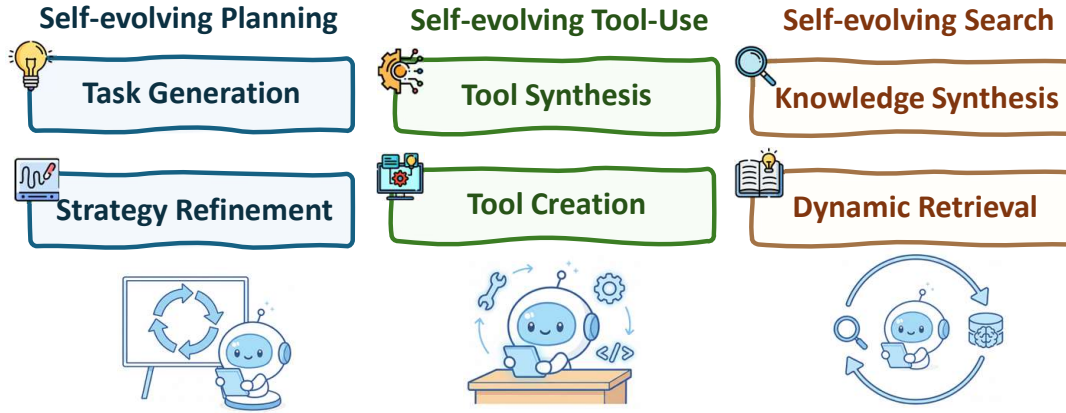 Self-evolving Planning
Task Generation
Strategy Refinement
Self-evolving Tool-Use
Tool Synthesis
Tool Creation
</>
Self-evolving Search
Knowledge Synthesis
Dynamic Retrieval